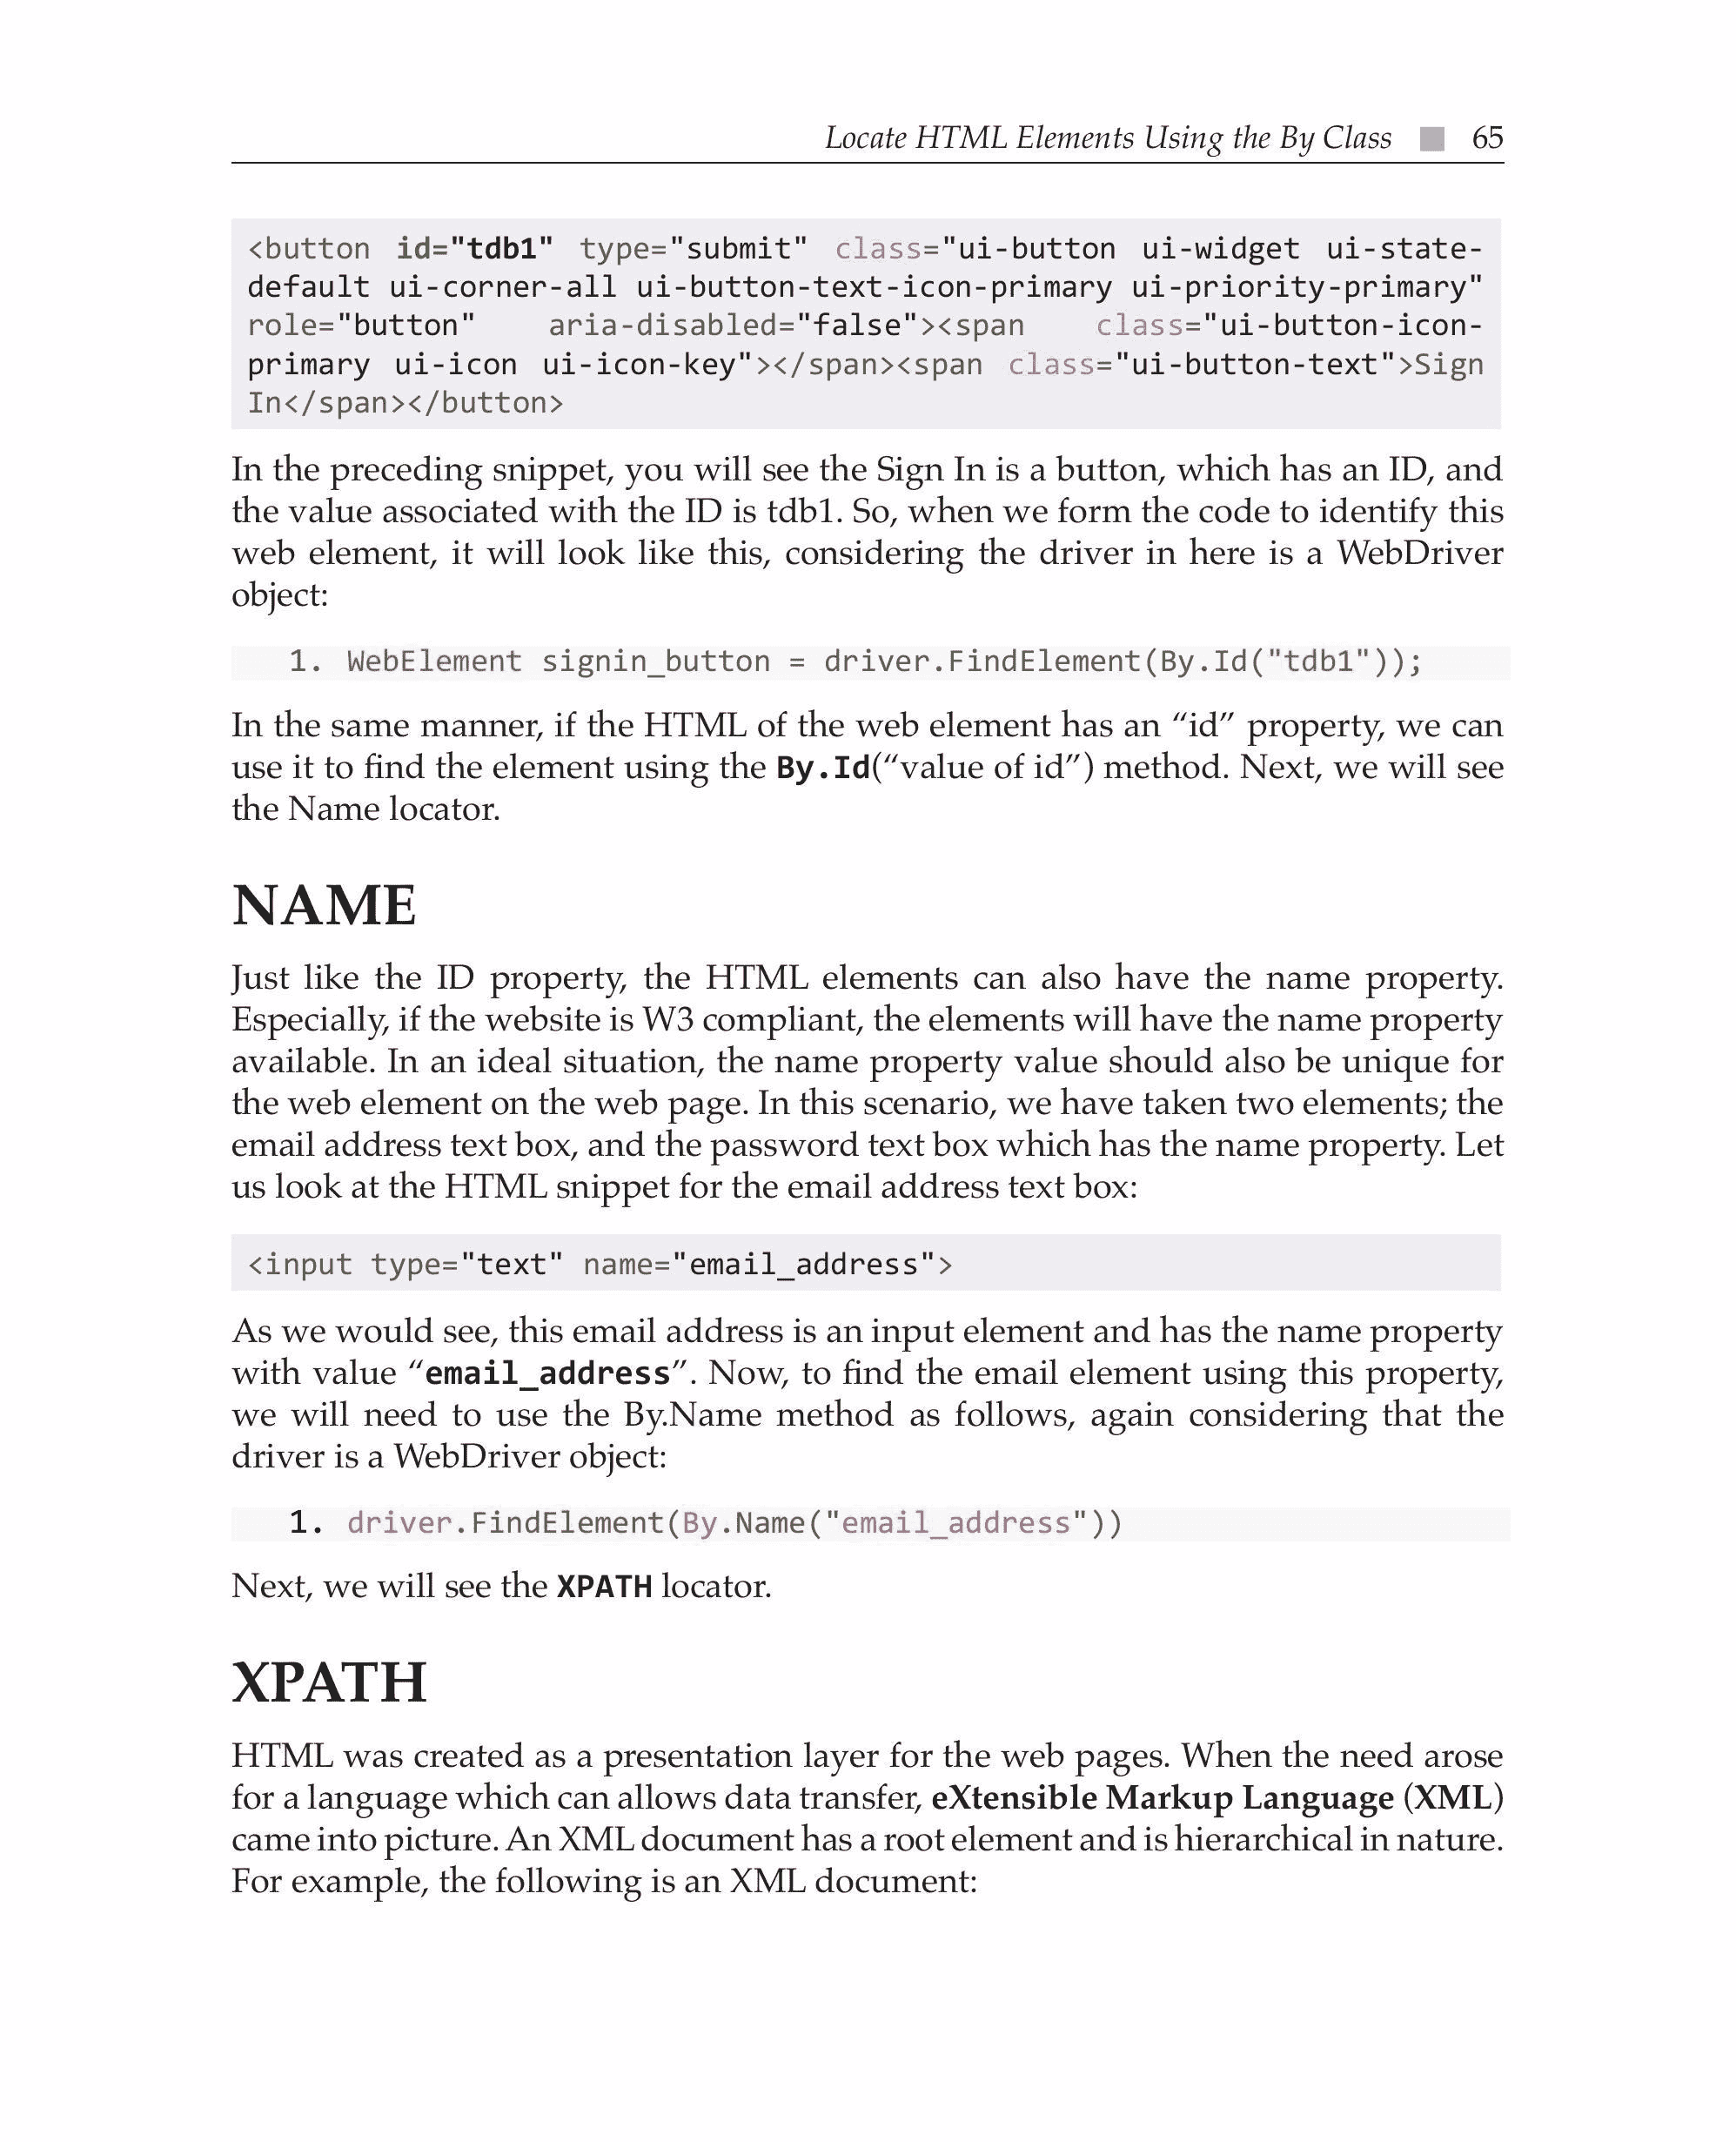 Locate HTML Elements Using the By Class ■ 65
<button id="tdb1" type="submit" class="ui-button ui-widget ui-state-
default ui-corner-all ui-button-text-icon-primary ui-priority-primary"
role="button" aria-disabled="false"><span class="ui-button-icon-
primary ui-icon ui-icon-key"></span><span class="ui-button-text">Sign
In</span></button>
In the preceding snippet, you will see the Sign In is a button, which has an ID, and
the value associated with the ID is tdb1. So, when we form the code to identify this
web element, it will look like this, considering the driver in here is a WebDriver
object:
1. WebElement signin_button = driver.FindElement(By.Id("tdb1"));
In the same manner, if the HTML of the web element has an “id” property, we can
use it to find the element using the By.Id(“value of id”) method. Next, we will see
the Name locator.
NAME
Just like the ID property, the HTML elements can also have the name property.
Especially, if the website is W3 compliant, the elements will have the name property
available. In an ideal situation, the name property value should also be unique for
the web element on the web page. In this scenario, we have taken two elements; the
email address text box, and the password text box which has the name property. Let
us look at the HTML snippet for the email address text box:
<input type="text" name="email_address">
As we would see, this email address is an input element and has the name property
with value “email_address”. Now, to find the email element using this property,
we will need to use the By.Name method as follows, again considering that the
driver is a WebDriver object:
1. driver.FindElement(By.Name("email_address"))
Next, we will see the XPATH locator.
XPATH
HTML was created as a presentation layer for the web pages. When the need arose
for a language which can allows data transfer, eXtensible Markup Language (XML)
came into picture. An XML document has a root element and is hierarchical in nature.
For example, the following is an XML document: